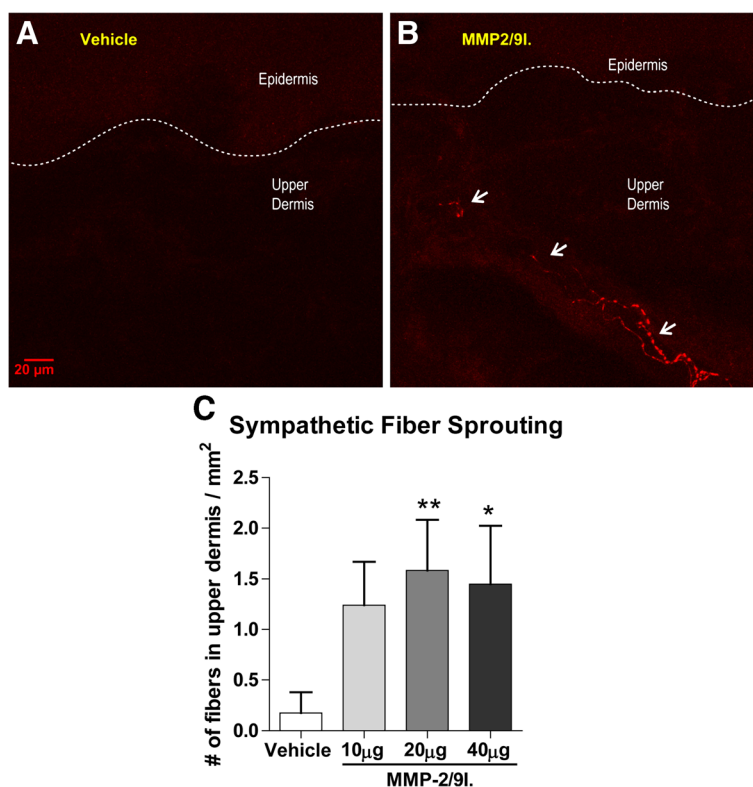 A
Vehicle
Epidermis
Upper
Dermis
20 µm
B
MMP2/9I.
Epidermis
Upper
Dermis
C
Sympathetic Fiber Sprouting
# of fibers in upper dermis / mm²
2.5
2.0
1.5
1.0
0.5
0.0
**
*
Vehicle 10µg 20µg 40µg
MMP-2/9I.